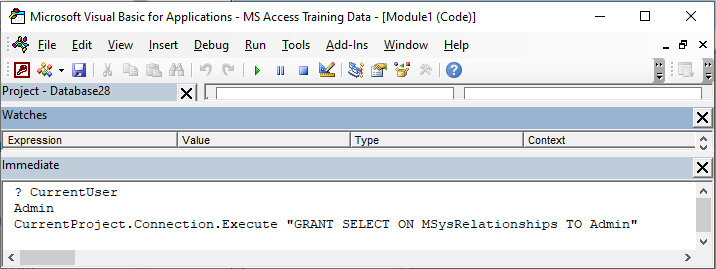 Microsoft Visual Basic for Applications - MS Access Training Data - [Module1 (Code)]
File Edit View Insert Debug Run Tools Add-Ins Window Help
Project - Database28
Watches
Expression Value Type Context
Immediate
? CurrentUser
Admin
CurrentProject.Connection.Execute "GRANT SELECT ON MSysRelationships TO Admin"